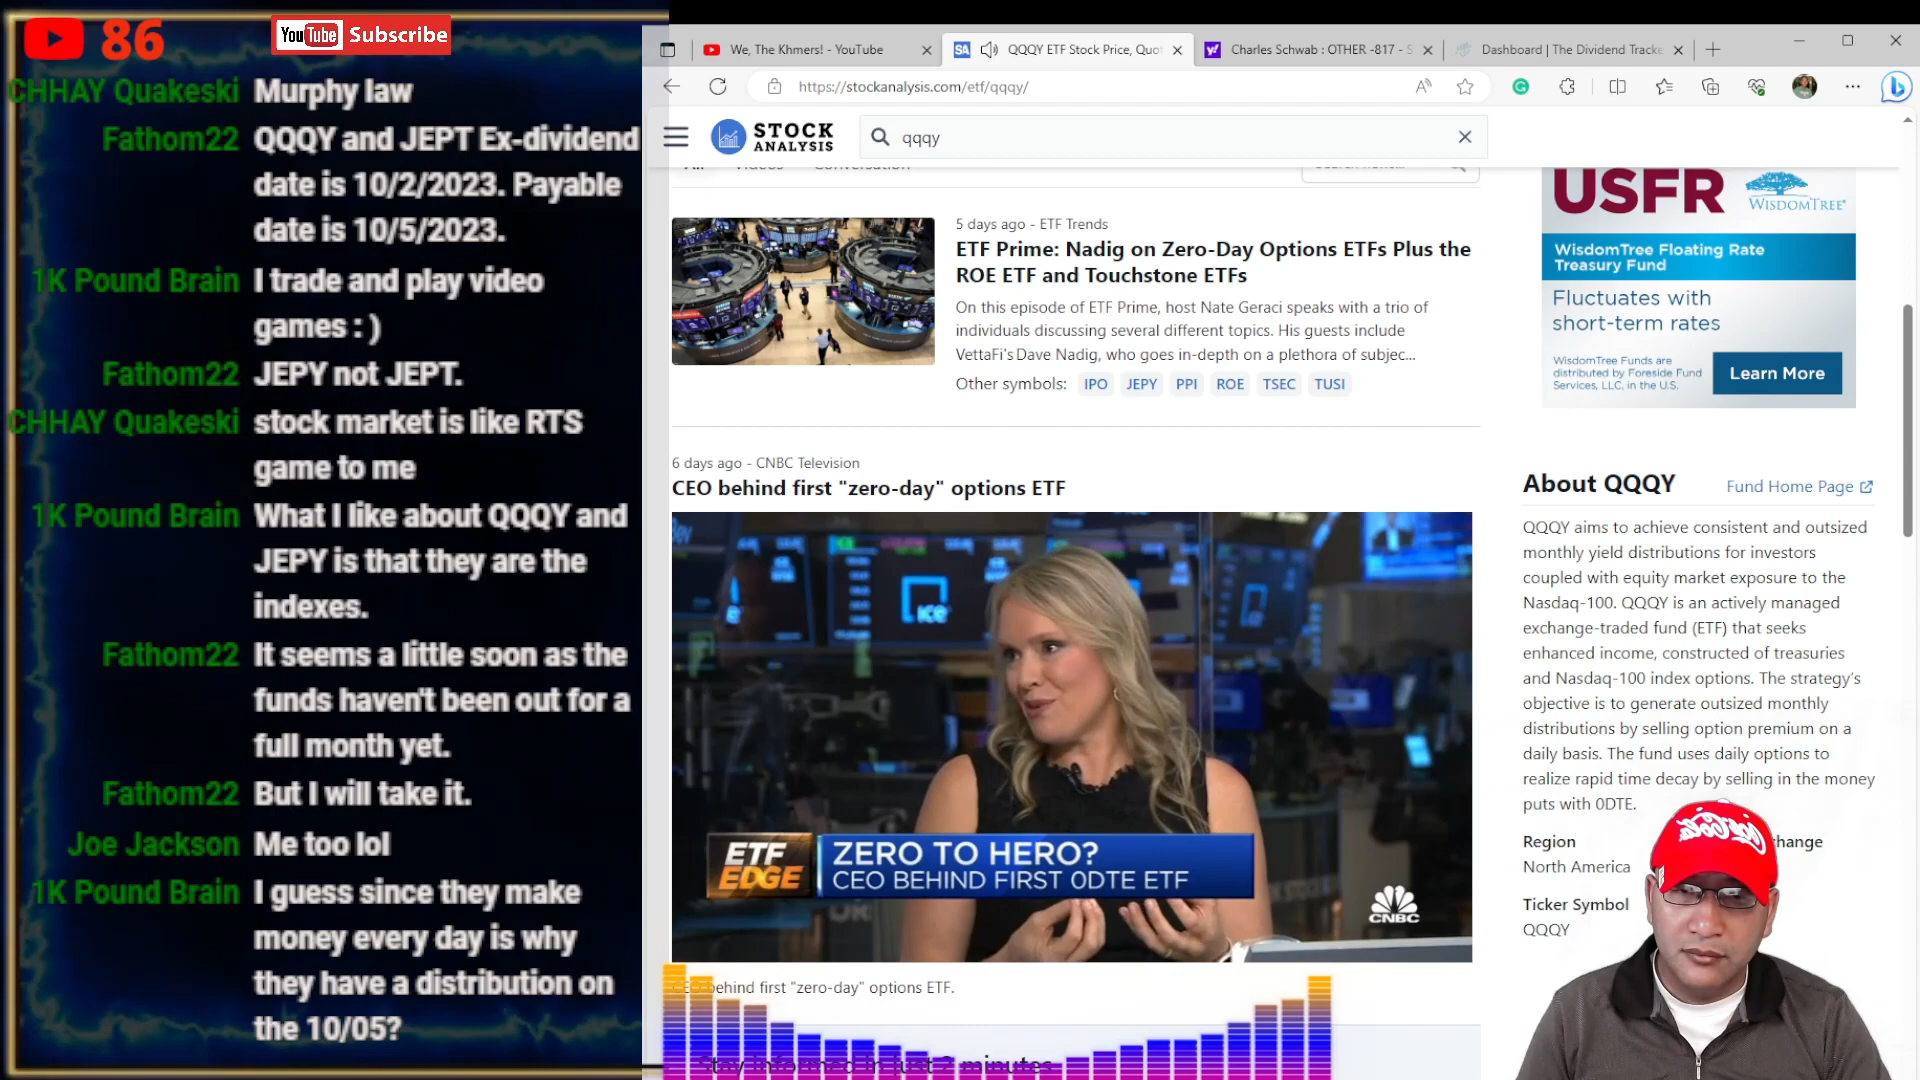 86
YouTube Subscribe
CHHAY Quakeski Murphy law
Fathom22 QQQY and JEPT Ex-dividend
date is 10/2/2023. Payable
date is 10/5/2023.
1K Pound Brain I trade and play video
games : )
Fathom22 JEPY not JEPT.
CHHAY Quakeski stock market is like RTS
game to me
1K Pound Brain What I like about QQQY and
JEPY is that they are the
indexes.
Fathom22 It seems a little soon as the
funds haven't been out for a
full month yet.
Fathom22 But I will take it.
Joe Jackson Me too lol
1K Pound Brain I guess since they make
money every day is why
they have a distribution on
the 10/05?
We, The Khmers! - YouTube
SA QQQY ETF Stock Price, Quot
Charles Schwab : OTHER -817 - S
Dashboard | The Dividend Tracke
https://stockanalysis.com/etf/qqqy/
STOCK
ANALYSIS
qqqy
All Videos Conversation
5 days ago - ETF Trends
ETF Prime: Nadig on Zero-Day Options ETFs Plus the
ROE ETF and Touchstone ETFs
On this episode of ETF Prime, host Nate Geraci speaks with a trio of
individuals discussing several different topics. His guests include
VettaFi's Dave Nadig, who goes in-depth on a plethora of subjec...
Other symbols: IPO JEPY PPI ROE TSEC TUSI
6 days ago - CNBC Television
CEO behind first "zero-day" options ETF
ice
ETF
EDGE
ZERO TO HERO?
CEO BEHIND FIRST 0DTE ETF
CNBC
CEO behind first "zero-day" options ETF.
Stay informed in just 2 minutes
USFR
WISDOMTREE®
WisdomTree Floating Rate
Treasury Fund
Fluctuates with
short-term rates
WisdomTree Funds are
distributed by Foreside Fund
Services, LLC, in the U.S.
Learn More
About QQQY
Fund Home Page
QQQY aims to achieve consistent and outsized
monthly yield distributions for investors
coupled with equity market exposure to the
Nasdaq-100. QQQY is an actively managed
exchange-traded fund (ETF) that seeks
enhanced income, constructed of treasuries
and Nasdaq-100 index options. The strategy's
objective is to generate outsized monthly
distributions by selling option premium on a
daily basis. The fund uses daily options to
realize rapid time decay by selling in the money
puts with 0DTE.
Region
North America
change
Ticker Symbol
QQQY
Coca-Cola